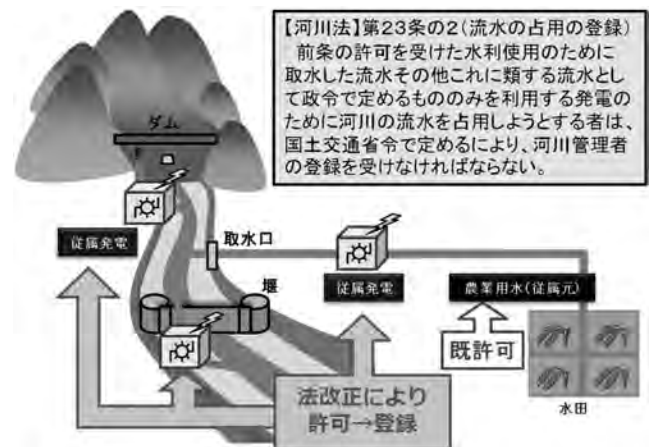 【河川法】第23条の2(流水の占用の登録)
前条の許可を受けた水利使用のために
取水した流水その他これに類する流水とし
て政令で定めるもののみを利用する発電の
ために河川の流水を占用しようとする者は、
国土交通省令で定めるにより、河川管理者
の登録を受けなければならない。
ダム
従属発電
取水口
堰
従属発電
農業用水(従属元)
既許可
水田
法改正により
許可→登録